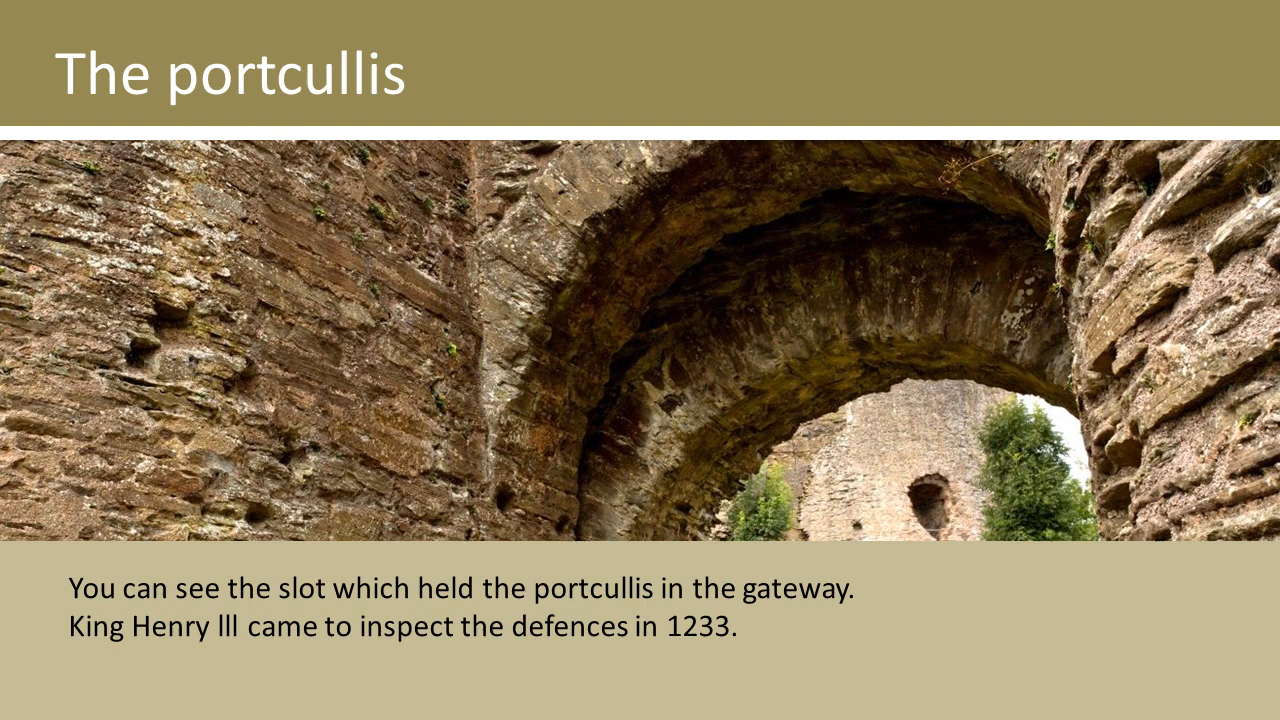 The portcullis
You can see the slot which held the portcullis in the gateway.
King Henry lll came to inspect the defences in 1233.